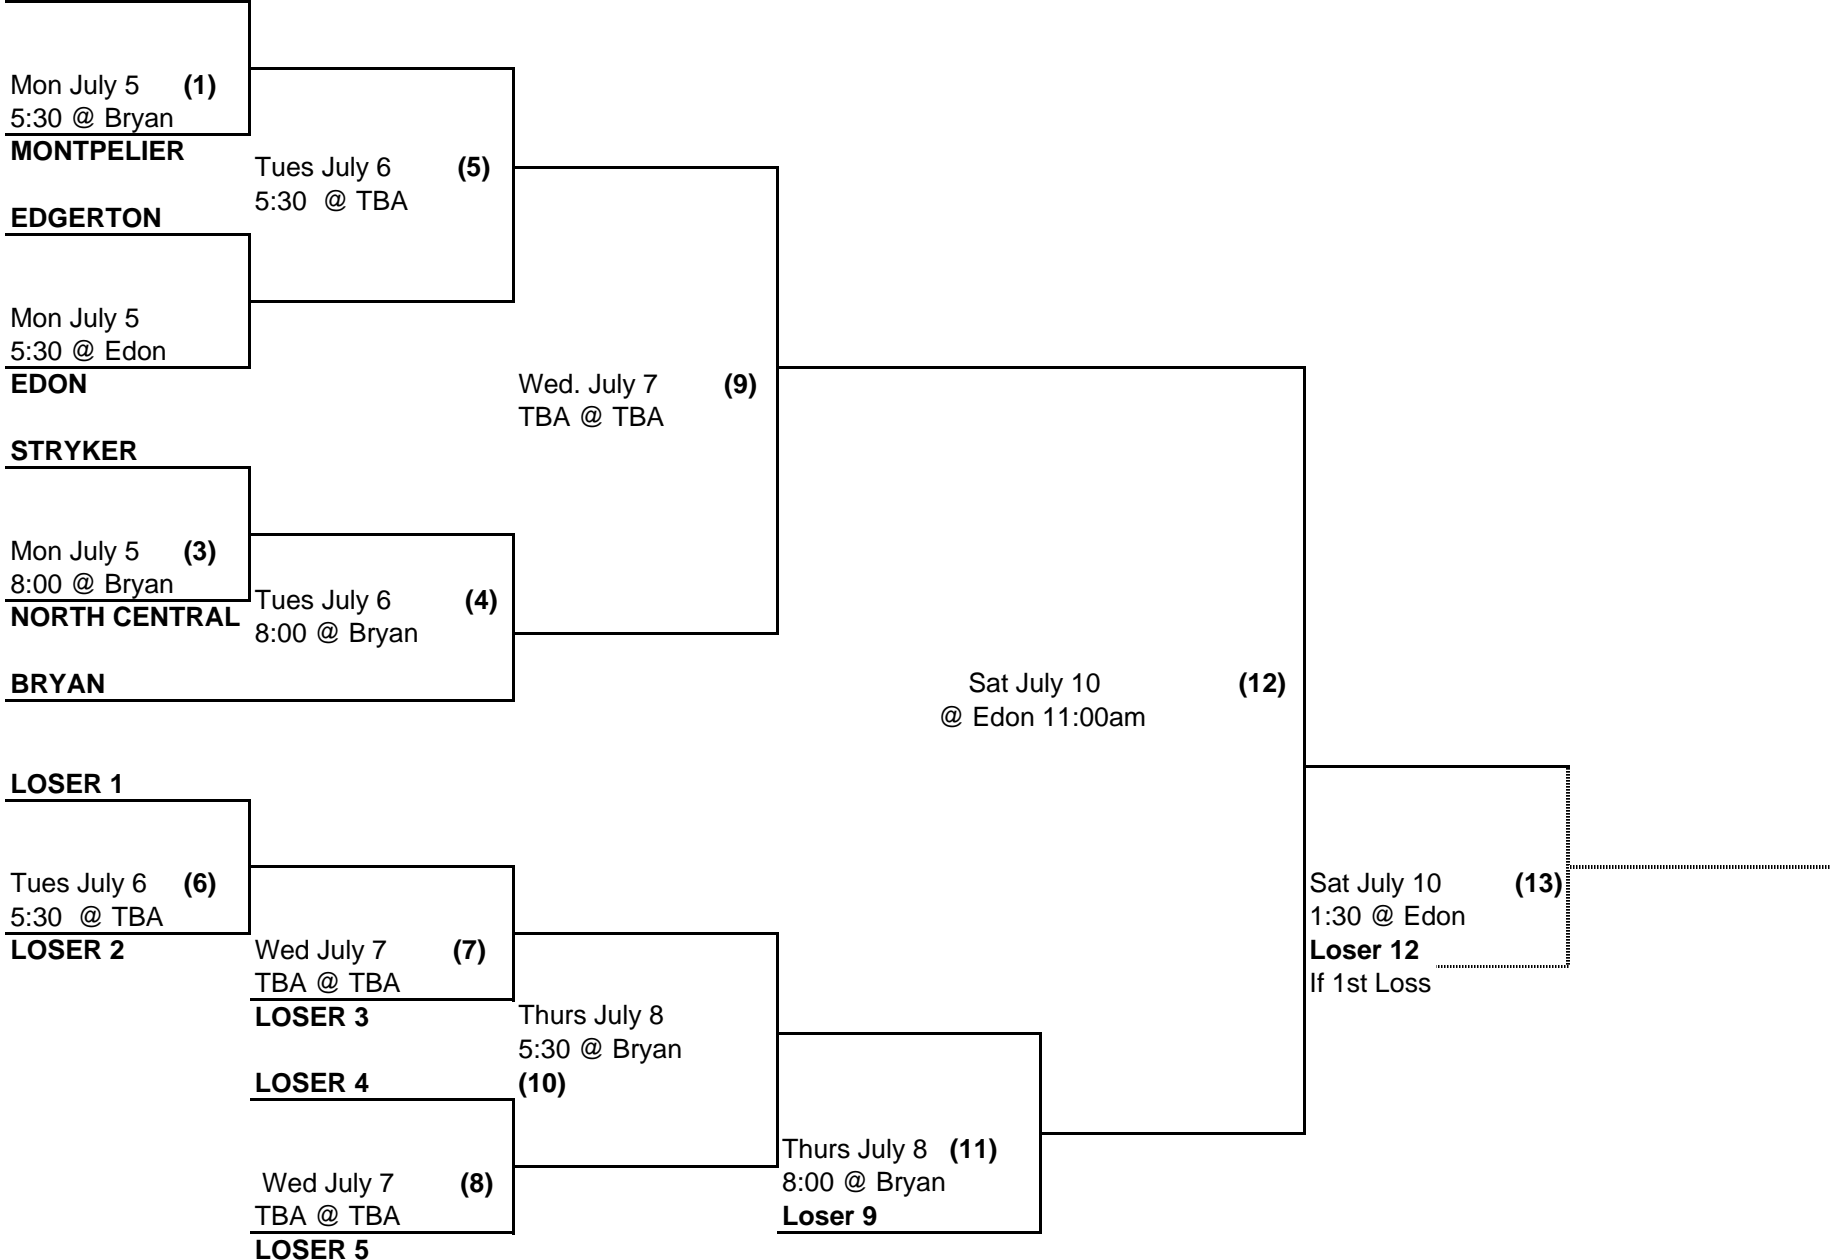 Mon July 5 (1)
5:30 @ Bryan
MONTPELIER
Tues July 6 (5)
5:30 @ TBA
EDGERTON
Mon July 5
5:30 @ Edon
EDON
Wed. July 7 (9)
TBA @ TBA
STRYKER
Mon July 5 (3)
8:00 @ Bryan
NORTH CENTRAL
Tues July 6 (4)
8:00 @ Bryan
BRYAN
Sat July 10 (12)
@ Edon 11:00am
LOSER 1
Tues July 6 (6)
5:30 @ TBA
LOSER 2
Wed July 7 (7)
TBA @ TBA
LOSER 3
Thurs July 8
5:30 @ Bryan
(10)
LOSER 4
Wed July 7 (8)
TBA @ TBA
LOSER 5
Thurs July 8 (11)
8:00 @ Bryan
Loser 9
Sat July 10 (13)
1:30 @ Edon
Loser 12
If 1st Loss